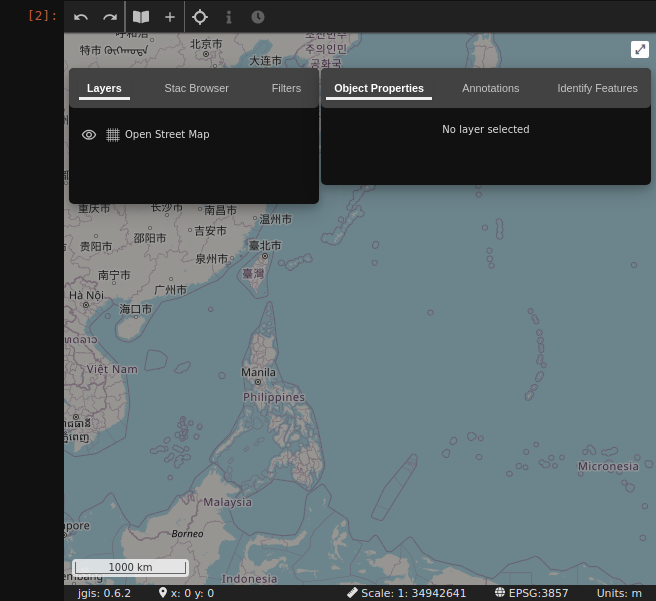 [2]:
北京市
特市
大连市
주의인민
공화국
Layers
Stac Browser
Filters
Object Properties
Annotations
Identify Features
Open Street Map
No layer selected
重庆市
长沙市
南昌市
温州市
邵阳市
吉安市
贵阳市
臺北市
泉州市
臺灣
南宁市
广州市
Hà Nội
海口市
Việt Nam
Manila
Philippines
Micronesia
Malaysia
Borneo
Indonesia
1000 km
jgis: 0.6.2
x: 0 y: 0
Scale: 1: 34942641
EPSG:3857
Units: m